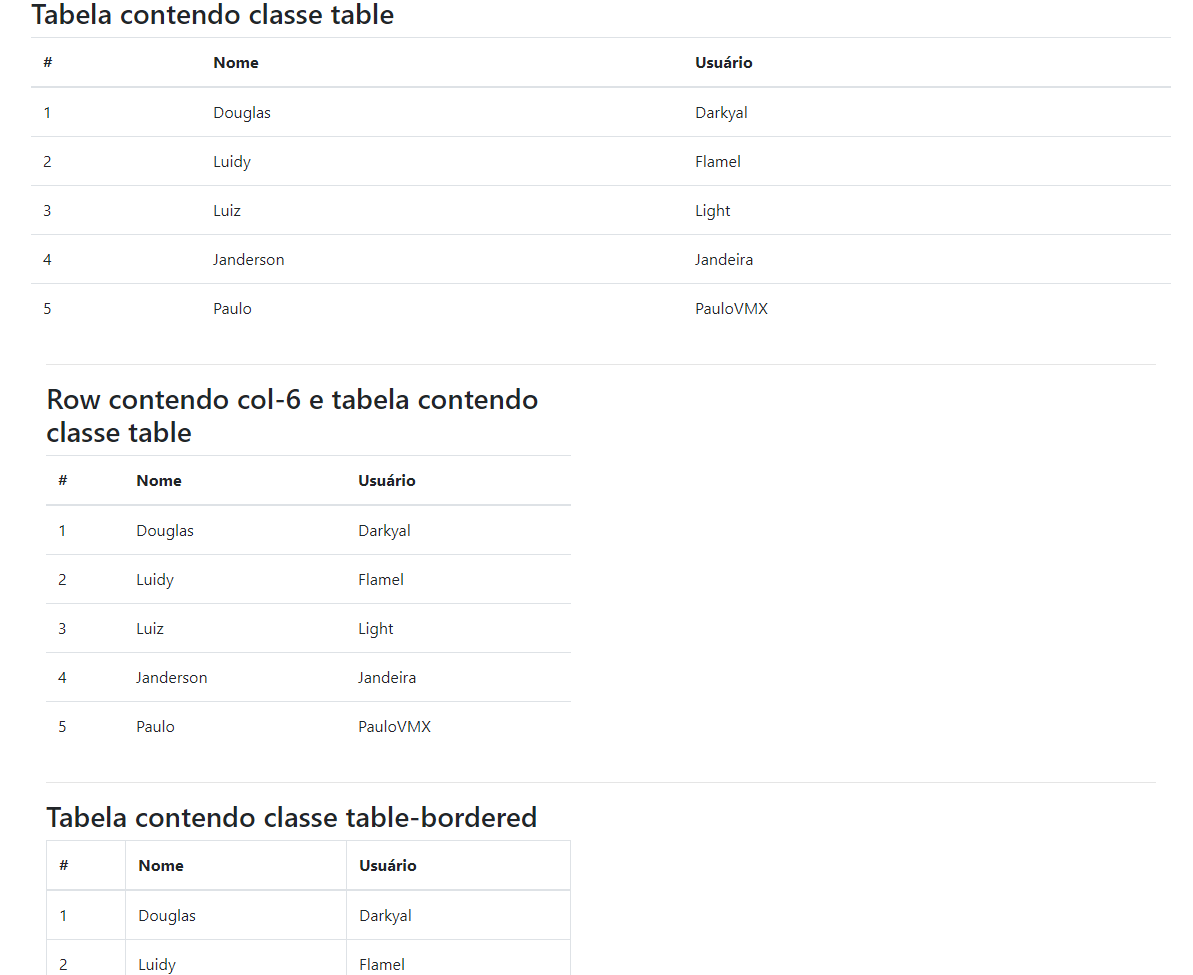 Tabela contendo classe table
# Nome Usuário
1 Douglas Darkyal
2 Luidy Flamel
3 Luiz Light
4 Janderson Jandeira
5 Paulo PauloVMX
Row contendo col-6 e tabela contendo
classe table
# Nome Usuário
1 Douglas Darkyal
2 Luidy Flamel
3 Luiz Light
4 Janderson Jandeira
5 Paulo PauloVMX
Tabela contendo classe table-bordered
# Nome Usuário
1 Douglas Darkyal
2 Luidy Flamel